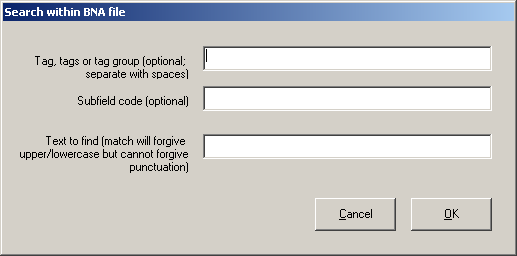 Search within BNA file
Tag, tags or tag group (optional;
separate with spaces)
Subfield code (optional)
Text to find (match will forgive
upper/lowercase but cannot forgive
punctuation)
Cancel
OK